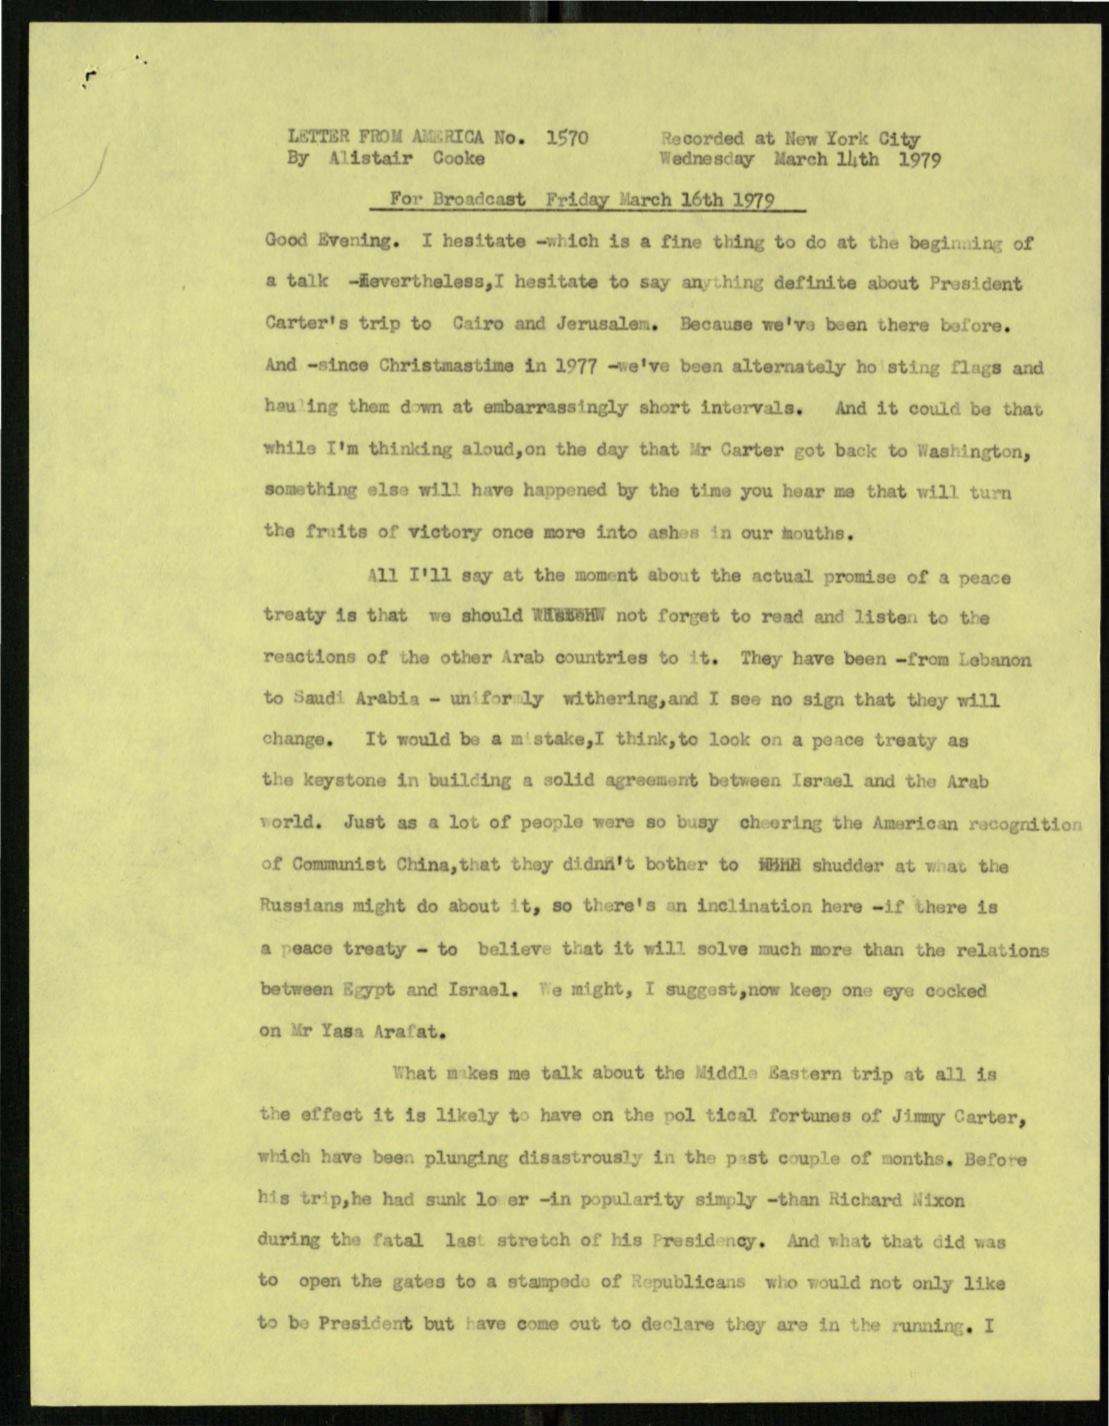 LETTER FROM AMERICA No. 1570 Recorded at New York City
By Alistair Cooke Wednesday March 14th 1979
For Broadcast Friday March 16th 1979
Good Evening. I hesitate -which is a fine thing to do at the beginning of
a talk -Nevertheless,I hesitate to say anything definite about President
Carter's trip to Cairo and Jerusalem. Because we've been there before.
And -since Christmastime in 1977 -we've been alternately ho sting flags and
hauling them down at embarrassingly short intervals. And it could be that
while I'm thinking aloud,on the day that Mr Carter got back to Washington,
something else will have happened by the time you hear me that will turn
the fruits of victory once more into ashes in our mouths.
All I'll say at the moment about the actual promise of a peace
treaty is that we should not forget to read and listen to the
reactions of the other Arab countries to it. They have been -from Lebanon
to Saudi Arabia - uniformly withering,and I see no sign that they will
change. It would be a mistake,I think,to look on a peace treaty as
the keystone in building a solid agreement between Israel and the Arab
world. Just as a lot of people were so busy cheering the American recognition
of Communist China,that they didnn't bother to shudder at what the
Russians might do about it, so there's an inclination here -if there is
a peace treaty - to believe that it will solve much more than the relations
between Egypt and Israel. We might, I suggest,now keep one eye cocked
on Mr Yasa Arafat.
What makes me talk about the Middle Eastern trip at all is
the effect it is likely to have on the pol tical fortunes of Jimmy Carter,
which have been plunging disastrously in the past couple of months. Before
his trip,he had sunk lower -in popularity simply -than Richard Nixon
during the fatal last stretch of his Presidency. And what that did was
to open the gates to a stampede of Republicans who would not only like
to be President but have come out to declare they are in the running. I